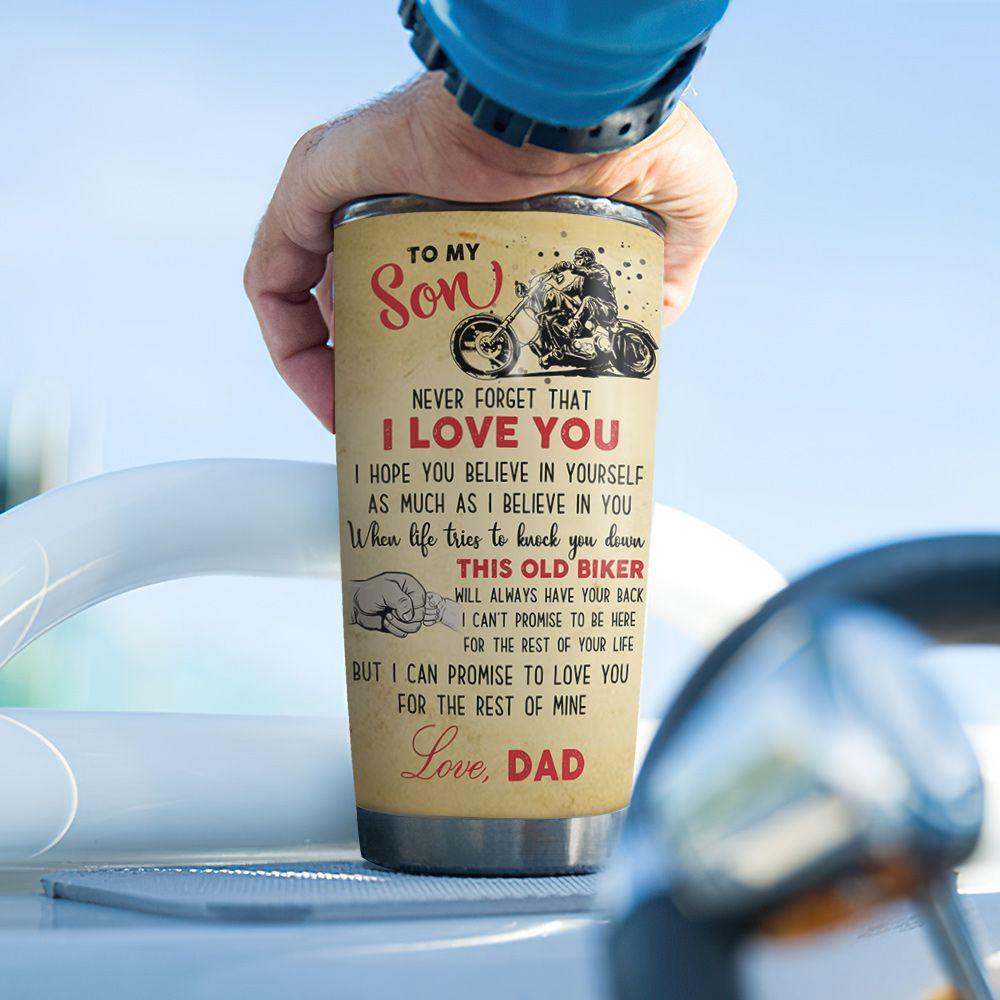 TO MY
Son
NEVER FORGET THAT
I LOVE YOU
I HOPE YOU BELIEVE IN YOURSELF
AS MUCH AS I BELIEVE IN YOU
When life tries to knock you down
THIS OLD BIKER
WILL ALWAYS HAVE YOUR BACK
I CAN'T PROMISE TO BE HERE
FOR THE REST OF YOUR LIFE
BUT I CAN PROMISE TO LOVE YOU
FOR THE REST OF MINE
Love, DAD